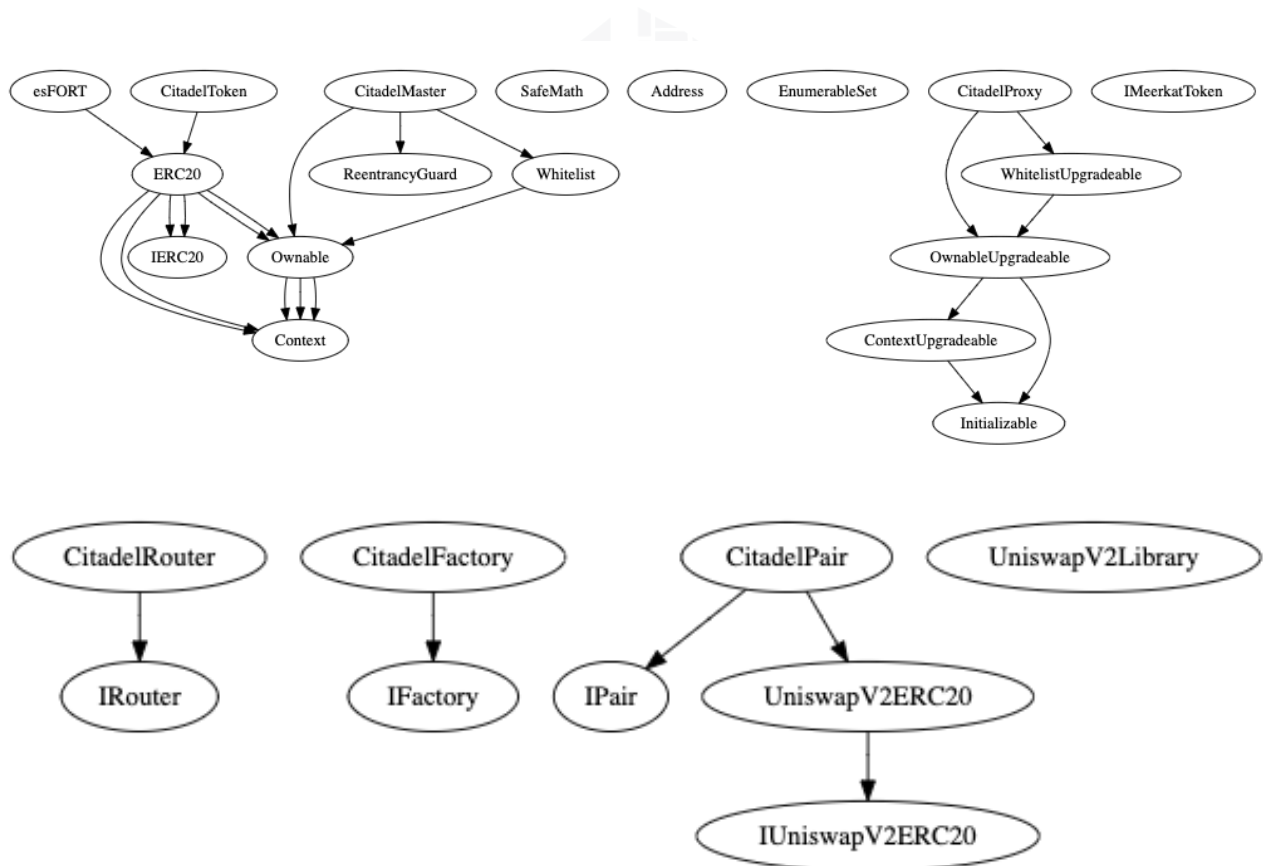 esFORT
CitadelToken
CitadelMaster
SafeMath
Address
EnumerableSet
CitadelProxy
IMeerkatToken
ERC20
ReentrancyGuard
Whitelist
WhitelistUpgradeable
IERC20
Ownable
OwnableUpgradeable
Context
ContextUpgradeable
Initializable
CitadelRouter
CitadelFactory
CitadelPair
UniswapV2Library
IRouter
IFactory
IPair
UniswapV2ERC20
IUniswapV2ERC20